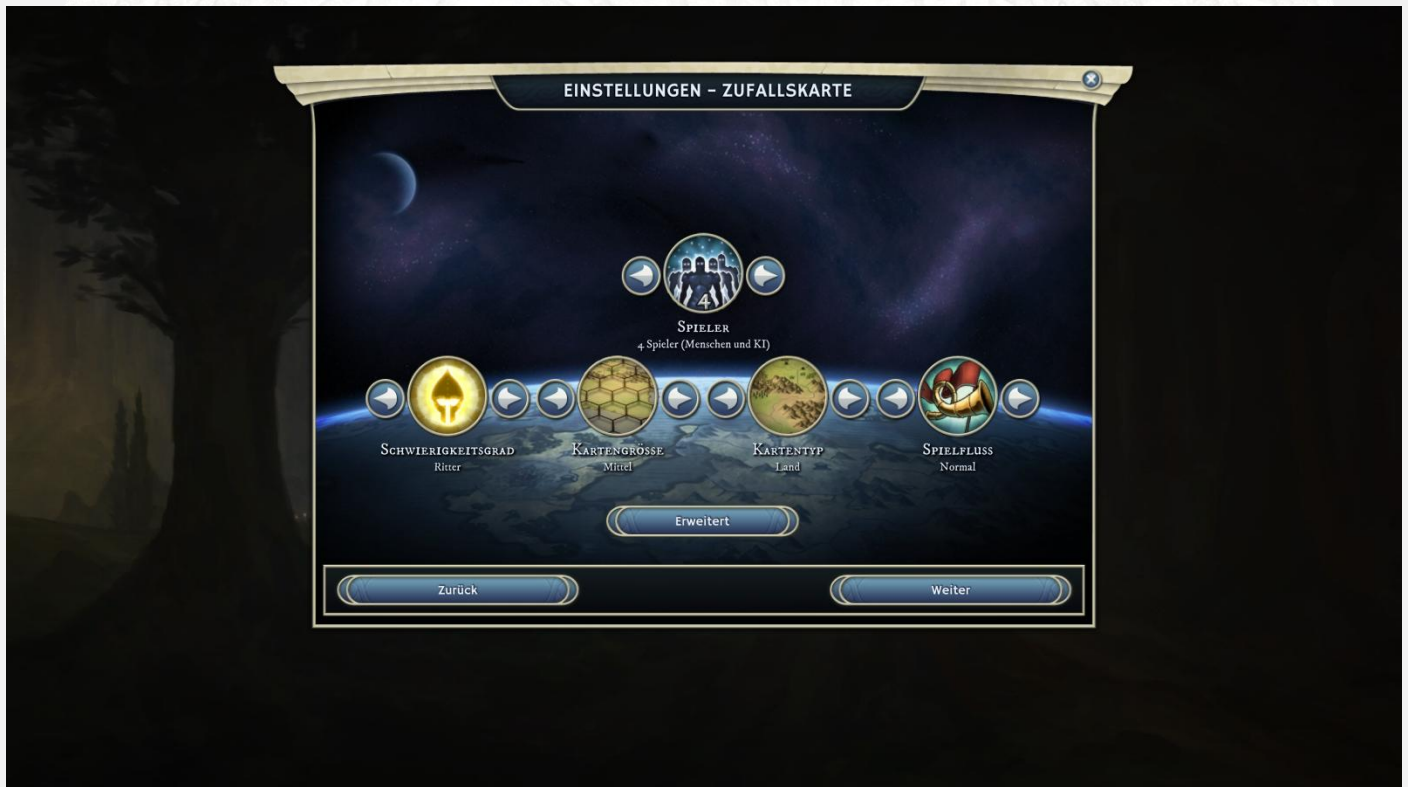 EINSTELLUNGEN – ZUFALLSKARTE
4
Spieler
4 Spieler (Menschen und KI)
Schwierigkeitsgrad
Ritter
Kartengrösse
Mittel
Kartentyp
Land
Spielfluss
Normal
Erweitert
Zurück
Weiter